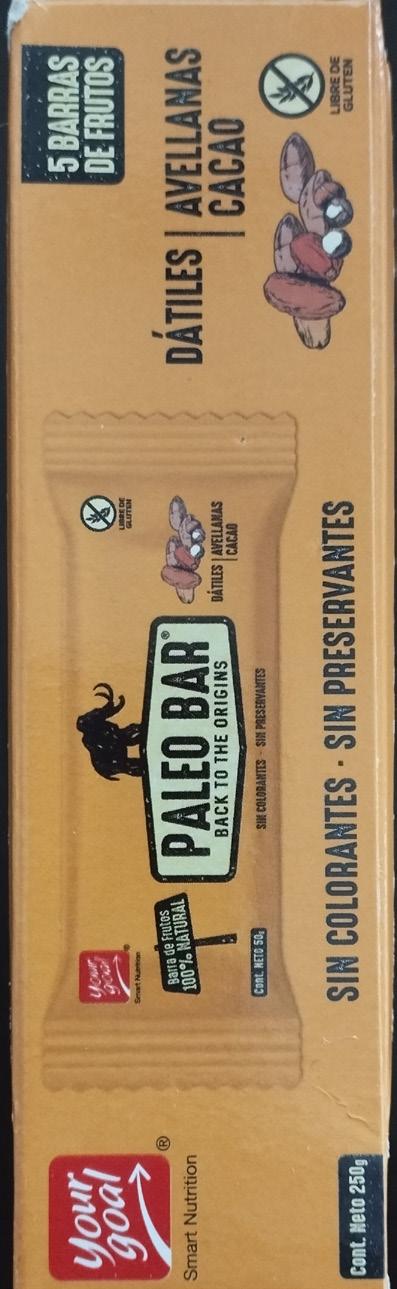 your
goal
®
Smart Nutrition
Cont. Neto 250g
your
goal
®
Smart Nutrition
Barra de Frutos
100% NATURAL
Cont. NETO 50g
PALEO BAR®
BACK TO THE ORIGINS
SIN COLORANTES - SIN PRESERVANTES
LIBRE DE
GLUTEN
DÁTILES | AVELLANAS
CACAO
SIN COLORANTES · SIN PRESERVANTES
5 BARRAS
DE FRUTOS
DÁTILES | AVELLANAS
CACAO
LIBRE DE
GLUTEN